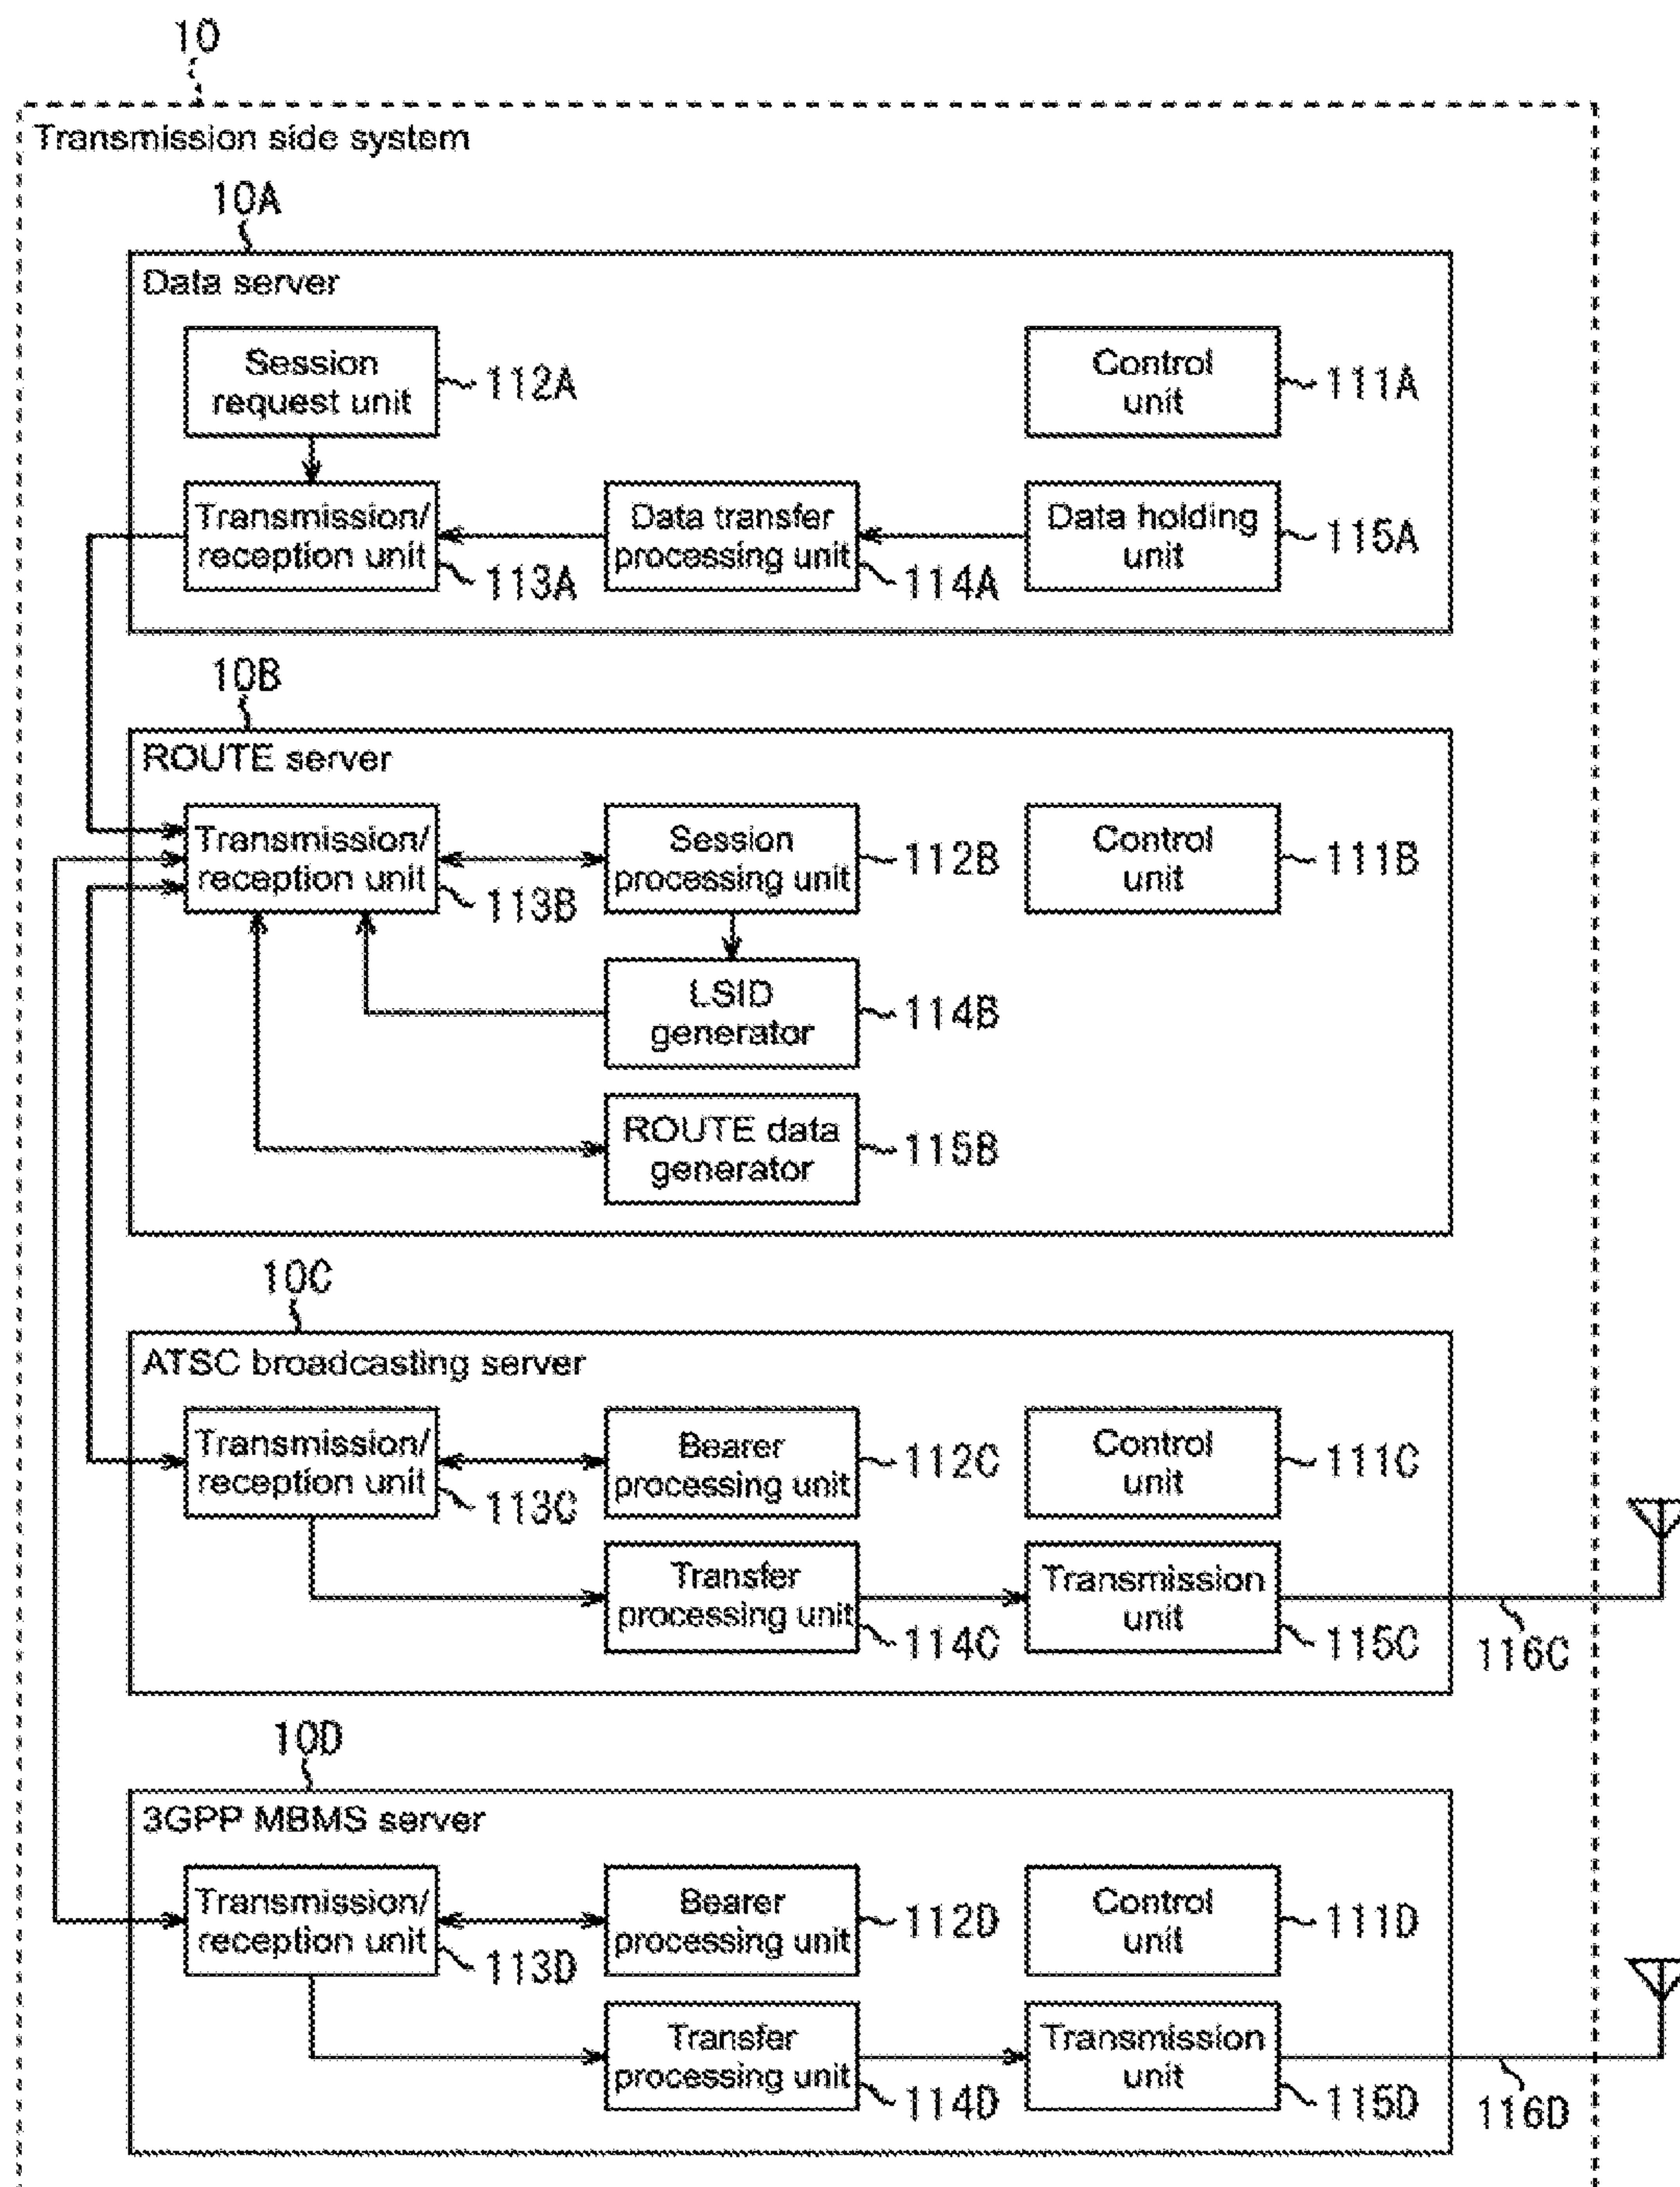 10
Transmission side system
10A
Data server
Session
request unit
112A
Control
unit
111A
Transmission/
reception unit
113A
Data transfer
processing unit
114A
Data holding
unit
115A
10B
ROUTE server
Transmission/
reception unit
113B
Session
processing unit
112B
Control
unit
111B
LSID
generator
114B
ROUTE data
generator
115B
10C
ATSC broadcasting server
Transmission/
reception unit
113C
Bearer
processing unit
112C
Control
unit
111C
Transfer
processing unit
114C
Transmission
unit
115C
116C
10D
3GPP MBMS server
Transmission/
reception unit
113D
Bearer
processing unit
112D
Control
unit
111D
Transfer
processing unit
114D
Transmission
unit
115D
116D